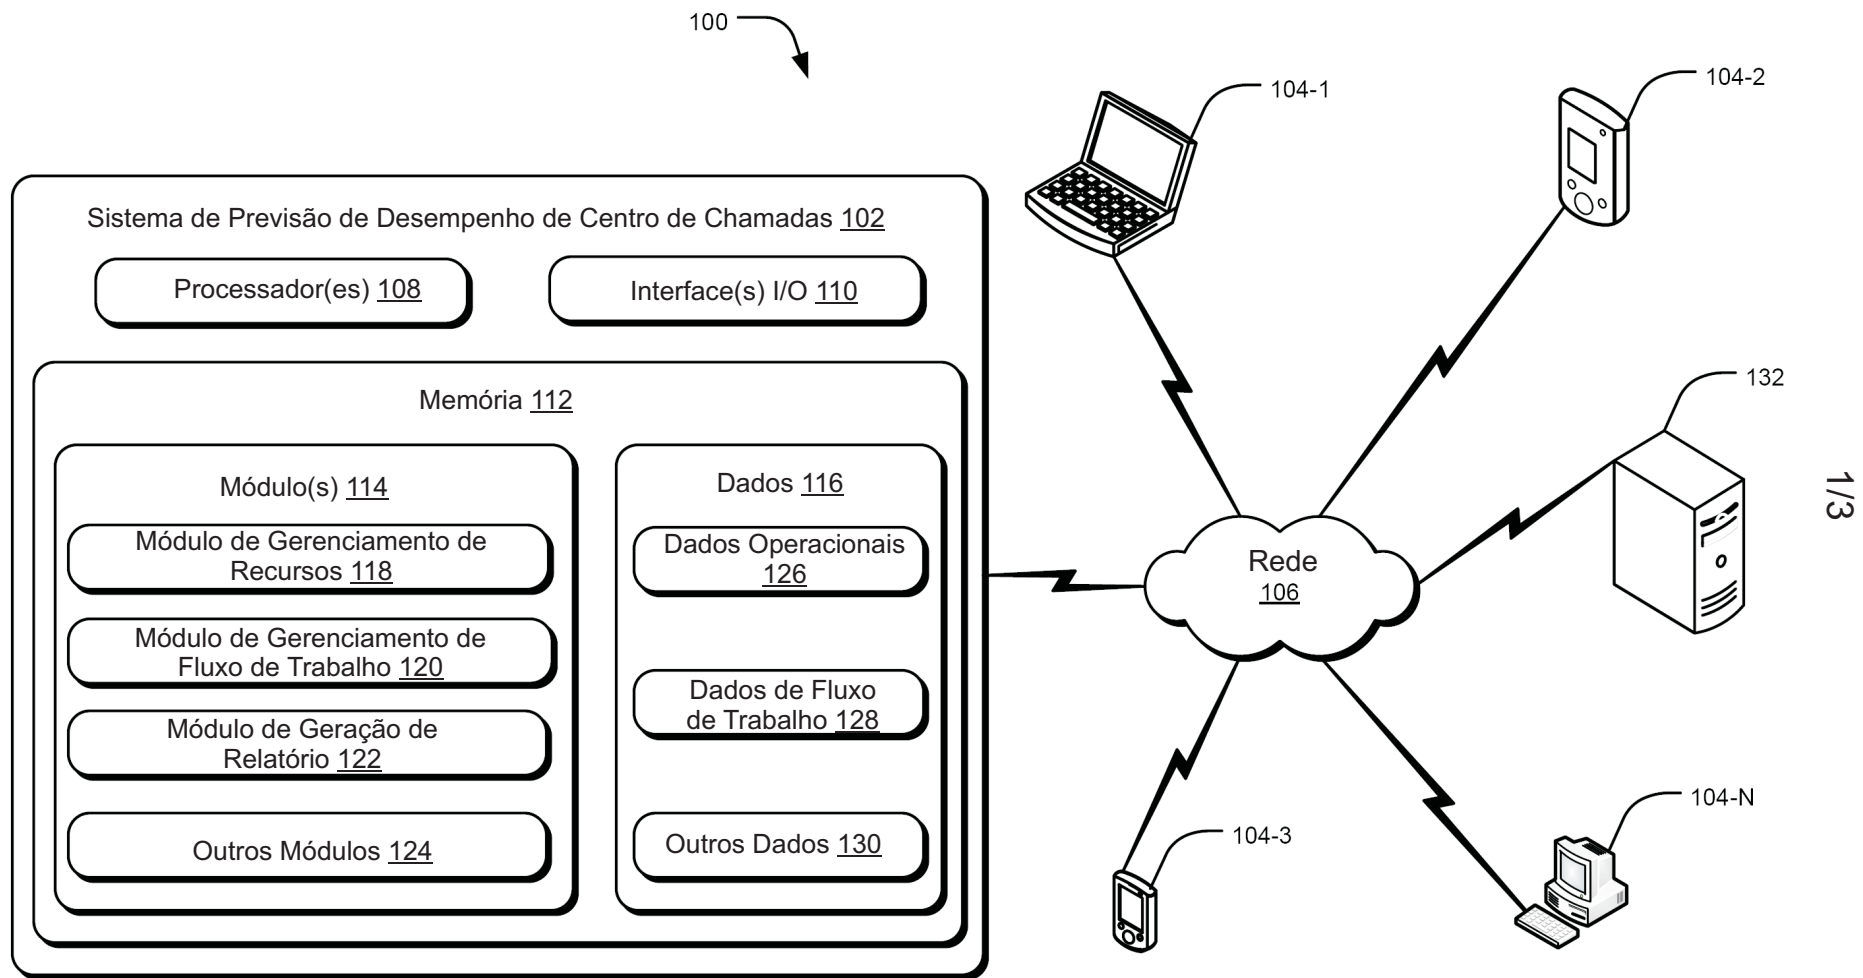 100
104-1
104-2
Sistema de Previsão de Desempenho de Centro de Chamadas 102
Processador(es) 108
Interface(s) I/O 110
Memória 112
Módulo(s) 114
Módulo de Gerenciamento de
Recursos 118
Módulo de Gerenciamento de
Fluxo de Trabalho 120
Módulo de Geração de
Relatório 122
Outros Módulos 124
Dados 116
Dados Operacionais
126
Dados de Fluxo
de Trabalho 128
Outros Dados 130
Rede
106
132
104-3
104-N
1/3